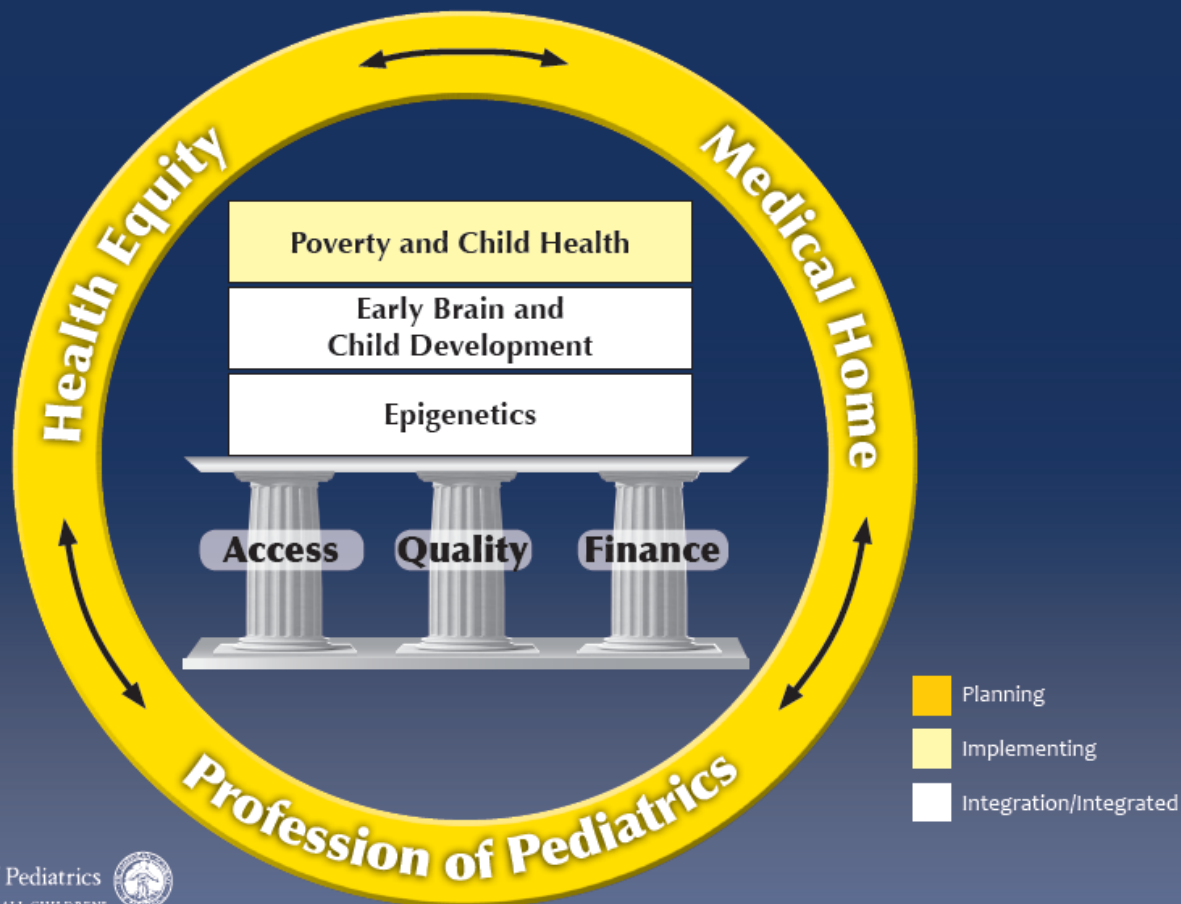 Health Equity
Medical Home
Poverty and Child Health
Early Brain and
Child Development
Epigenetics
Access
Quality
Finance
Profession of Pediatrics
Planning
Implementing
Integration/Integrated
Pediatrics